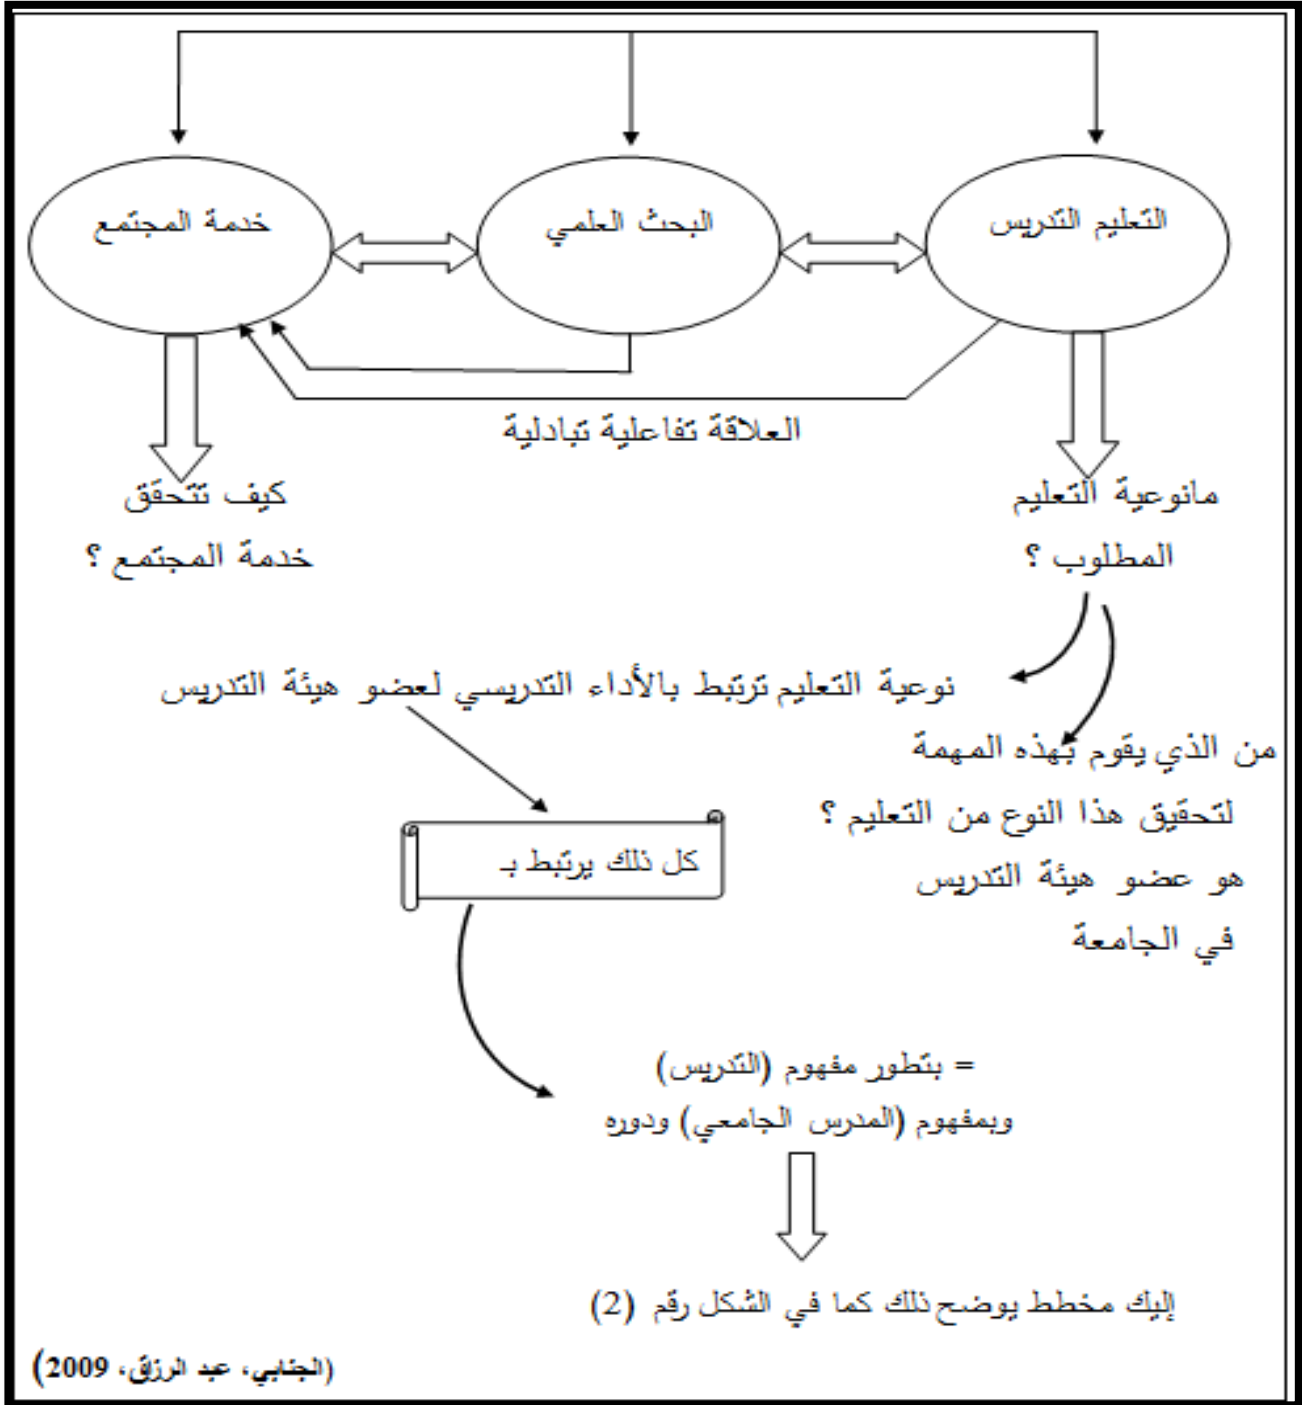 التعليم التدريس
البحث العلمي
خدمة المجتمع
العلاقة تفاعلية تبادلية
مانوعية التعليم
المطلوب ؟
كيف تتحقق
خدمة المجتمع ؟
نوعية التعليم ترتبط بالأداء التدريسي لعضو هيئة التدريس
من الذي يقوم بهذه المهمة
لتحقيق هذا النوع من التعليم ؟
هو عضو هيئة التدريس
في الجامعة
كل ذلك يرتبط بـ
= بتطور مفهوم (التدريس)
وبمفهوم (المدرس الجامعي) ودوره
إليك مخطط يوضح ذلك كما في الشكل رقم (2)
(الجنابي، عبد الرزاق، 2009)